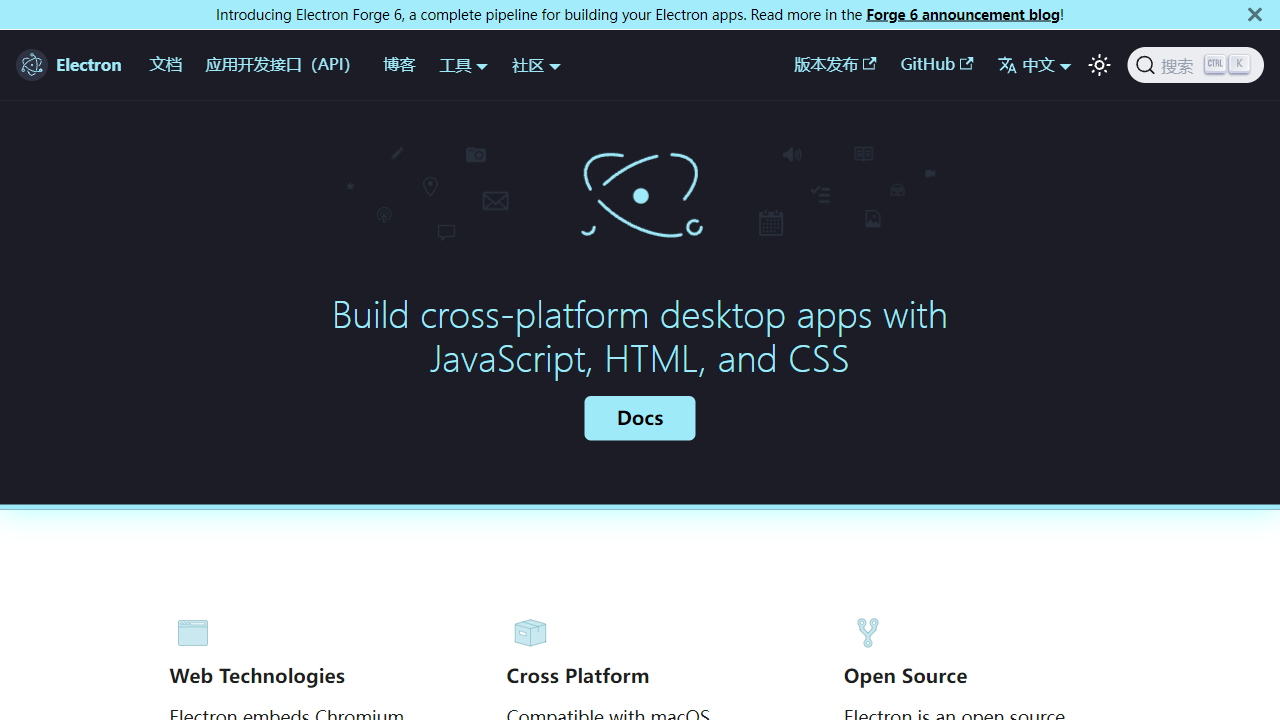 Introducing Electron Forge 6, a complete pipeline for building your Electron apps. Read more in the Forge 6 announcement blog!
Electron 文档 应用开发接口（API） 博客 工具 社区 版本发布 GitHub 中文 搜索 CTRL K
Build cross-platform desktop apps with
JavaScript, HTML, and CSS
Docs
Web Technologies Cross Platform Open Source
Electron embeds Chromium Compatible with macOS Electron is an open source